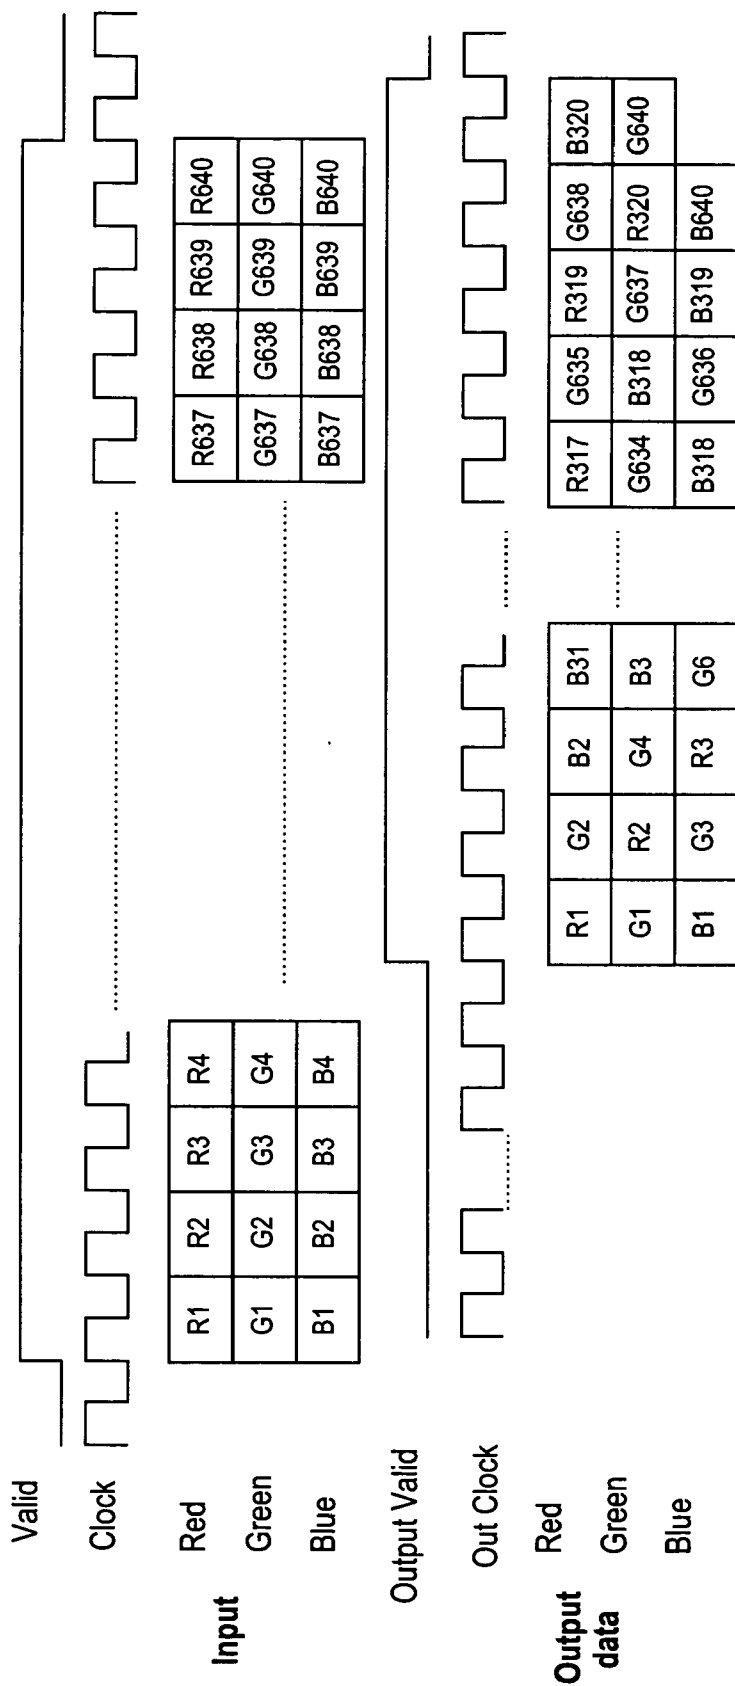 Valid
Clock
Input
Red R1 R2 R3 R4 R637 R638 R639 R640
Green G1 G2 G3 G4 G637 G638 G639 G640
Blue B1 B2 B3 B4 B637 B638 B639 B640
Output Valid
Out Clock
Output data
Red R1 G2 B2 B31 R317 G635 R319 G638 B320
Green G1 R2 G4 B3 G634 B318 G637 R320 G640
Blue B1 G3 R3 G6 B318 G636 B319 B640